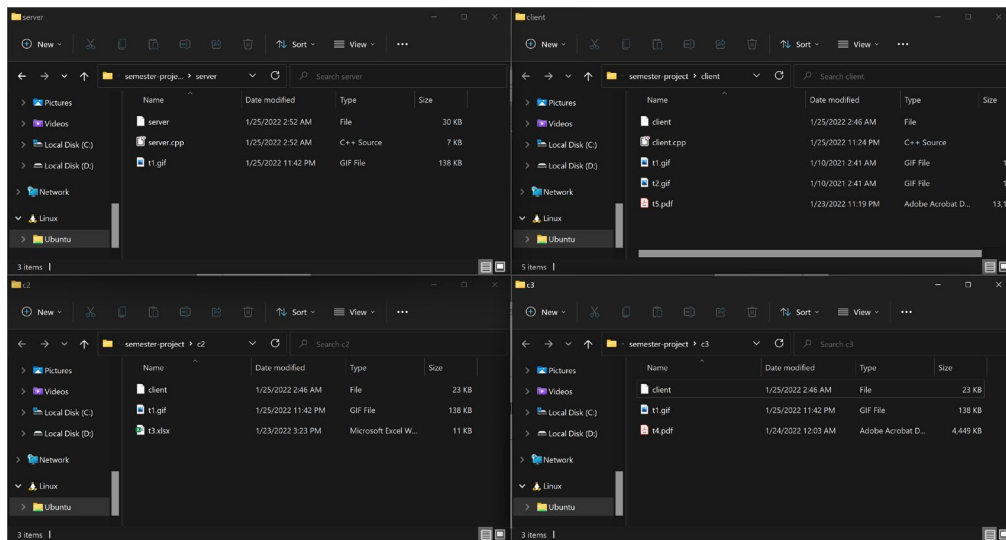 server
New
Sort
View
semester-proje... > server
Search server
Name Date modified Type Size
Pictures
Videos
Local Disk (C:)
Local Disk (D:)
Network
Linux
Ubuntu
server 1/25/2022 2:52 AM File 30 KB
server.cpp 1/25/2022 2:52 AM C++ Source 7 KB
t1.gif 1/25/2022 11:42 PM GIF File 138 KB
3 items
client
New
Sort
View
semester-project > client
Search client
Name Date modified Type Size
Pictures
Videos
Local Disk (C:)
Local Disk (D:)
Network
Linux
Ubuntu
client 1/25/2022 2:46 AM File
client.cpp 1/25/2022 11:24 PM C++ Source
t1.gif 1/10/2021 2:41 AM GIF File 1
t2.gif 1/10/2021 2:41 AM GIF File 1
t5.pdf 1/23/2022 11:19 PM Adobe Acrobat D... 13,1
5 items
c2
New
Sort
View
semester-project > c2
Search c2
Name Date modified Type Size
Pictures
Videos
Local Disk (C:)
Local Disk (D:)
Network
Linux
Ubuntu
client 1/25/2022 2:46 AM File 23 KB
t1.gif 1/25/2022 11:42 PM GIF File 138 KB
t3.xlsx 1/23/2022 3:23 PM Microsoft Excel W... 11 KB
3 items
c3
New
Sort
View
semester-project > c3
Search c3
Name Date modified Type Size
Pictures
Videos
Local Disk (C:)
Local Disk (D:)
Network
Linux
Ubuntu
client 1/25/2022 2:46 AM File 23 KB
t1.gif 1/25/2022 11:42 PM GIF File 138 KB
t4.pdf 1/24/2022 12:03 AM Adobe Acrobat D... 4,449 KB
3 items